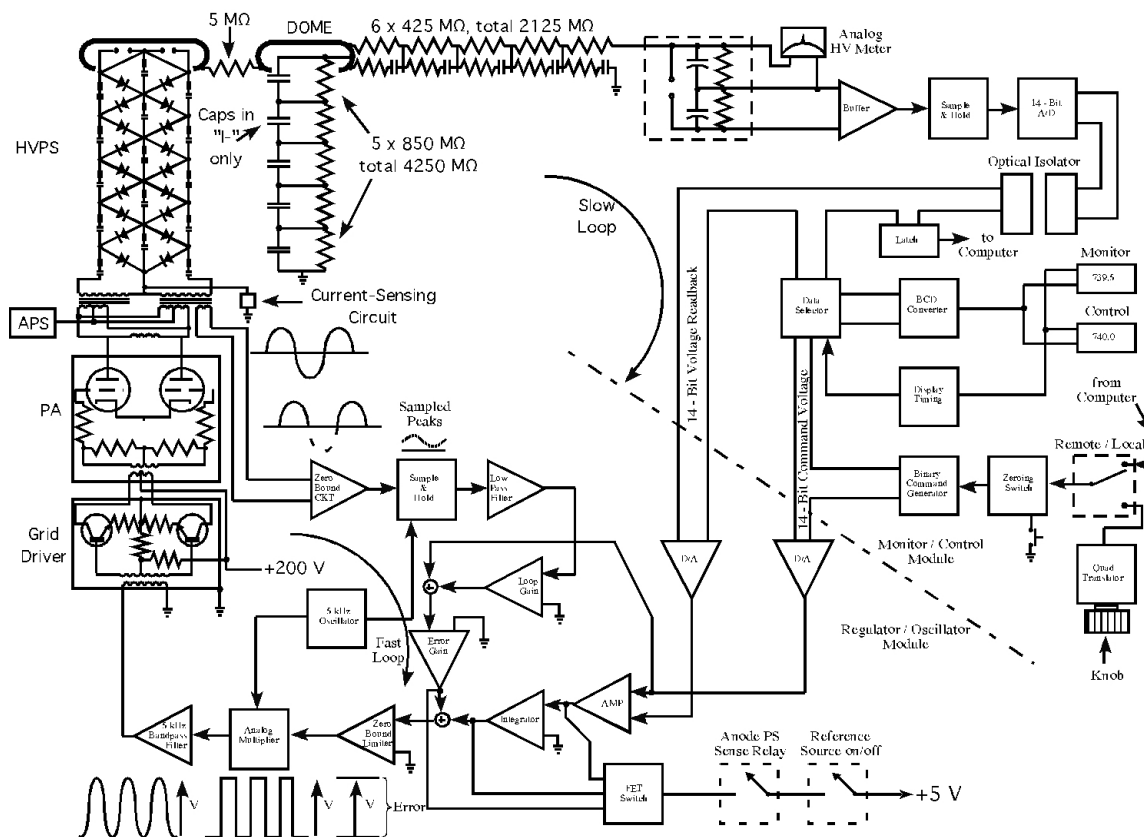 5 MΩ
DOME
6 x 425 MΩ, total 2125 MΩ
Analog
HV Meter
HVPS
Caps in
"I-"
only
5 x 850 MΩ
total 4250 MΩ
Buffer
Sample
& Hold
14 - Bit
A/D
Optical Isolator
Slow
Loop
Latch
to
Computer
Monitor
739.5
Control
740.0
Current-Sensing
Circuit
APS
Data
Selector
BCD
Converter
14 - Bit Voltage Readback
14 - Bit Command Voltage
Display
Timing
from
Computer
PA
Sampled
Peaks
Remote / Local
Zero
Bound
CKT
Sample
& Hold
Low
Pass
Filter
Binary
Command
Generator
Zeroing
Switch
Grid
Driver
+200 V
D/A
D/A
Monitor / Control
Module
Quad
Translator
Loop
Gain
5 kHz
Oscillator
Error
Gain
Fast
Loop
Regulator / Oscillator
Module
Knob
AMP
Integrator
5 kHz
Bandpass
Filter
Analog
Multiplier
Zero
Bound
Limiter
Anode PS
Sense Relay
Reference
Source on/off
FET
Switch
+5 V
V
V
V
Error